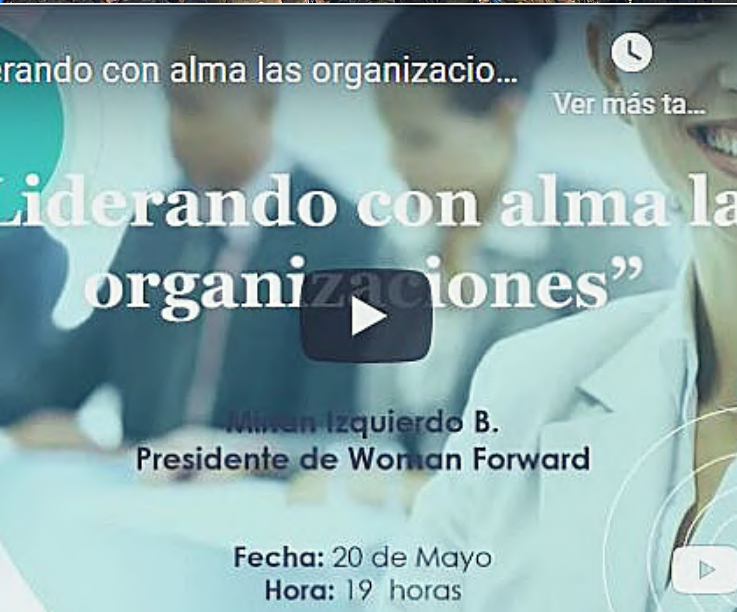 erando con alma las organizacio...
Ver más ta...
Liderando con alma la
organizaciones”
Mirian Izquierdo B.
Presidente de Woman Forward
Fecha: 20 de Mayo
Hora: 19 horas